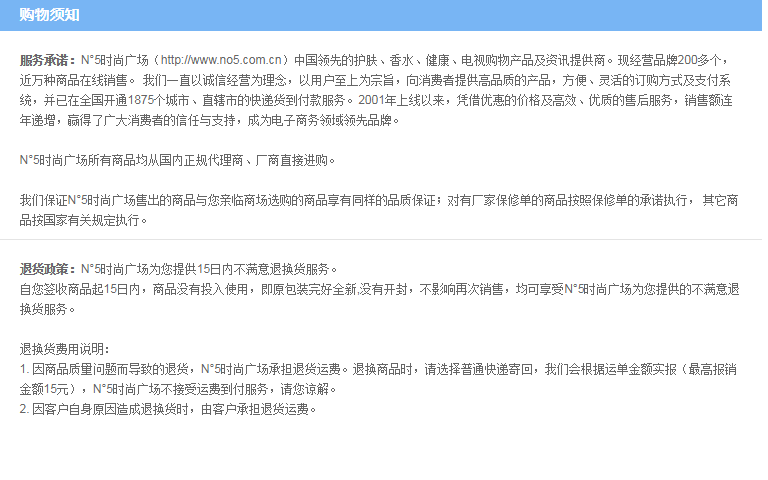 购物须知
服务承诺：N°5时尚广场（http://www.no5.com.cn）中国领先的护肤、香水、健康、电视购物产品及资讯提供商。现经营品牌200多个，
近万种商品在线销售。 我们一直以诚信经营为理念，以用户至上为宗旨，向消费者提供高品质的产品，方便、灵活的订购方式及支付系
统，并已在全国开通1875个城市、直辖市的快递货到付款服务。2001年上线以来，凭借优惠的价格及高效、优质的售后服务，销售额连
年递增，赢得了广大消费者的信任与支持，成为电子商务领域领先品牌。
N°5时尚广场所有商品均从国内正规代理商、厂商直接进购。
我们保证N°5时尚广场售出的商品与您亲临商场选购的商品享有同样的品质保证；对有厂家保修单的商品按照保修单的承诺执行， 其它商
品按国家有关规定执行。
退货政策：N°5时尚广场为您提供15日内不满意退换货服务。
自您签收商品起15日内，商品没有投入使用，即原包装完好全新,没有开封，不影响再次销售，均可享受N°5时尚广场为您提供的不满意退
换货服务。
退换货费用说明：
1. 因商品质量问题而导致的退货，N°5时尚广场承担退货运费。退换商品时，请选择普通快递寄回，我们会根据运单金额实报（最高报销
金额15元），N°5时尚广场不接受运费到付服务，请您谅解。
2. 因客户自身原因造成退换货时，由客户承担退货运费。